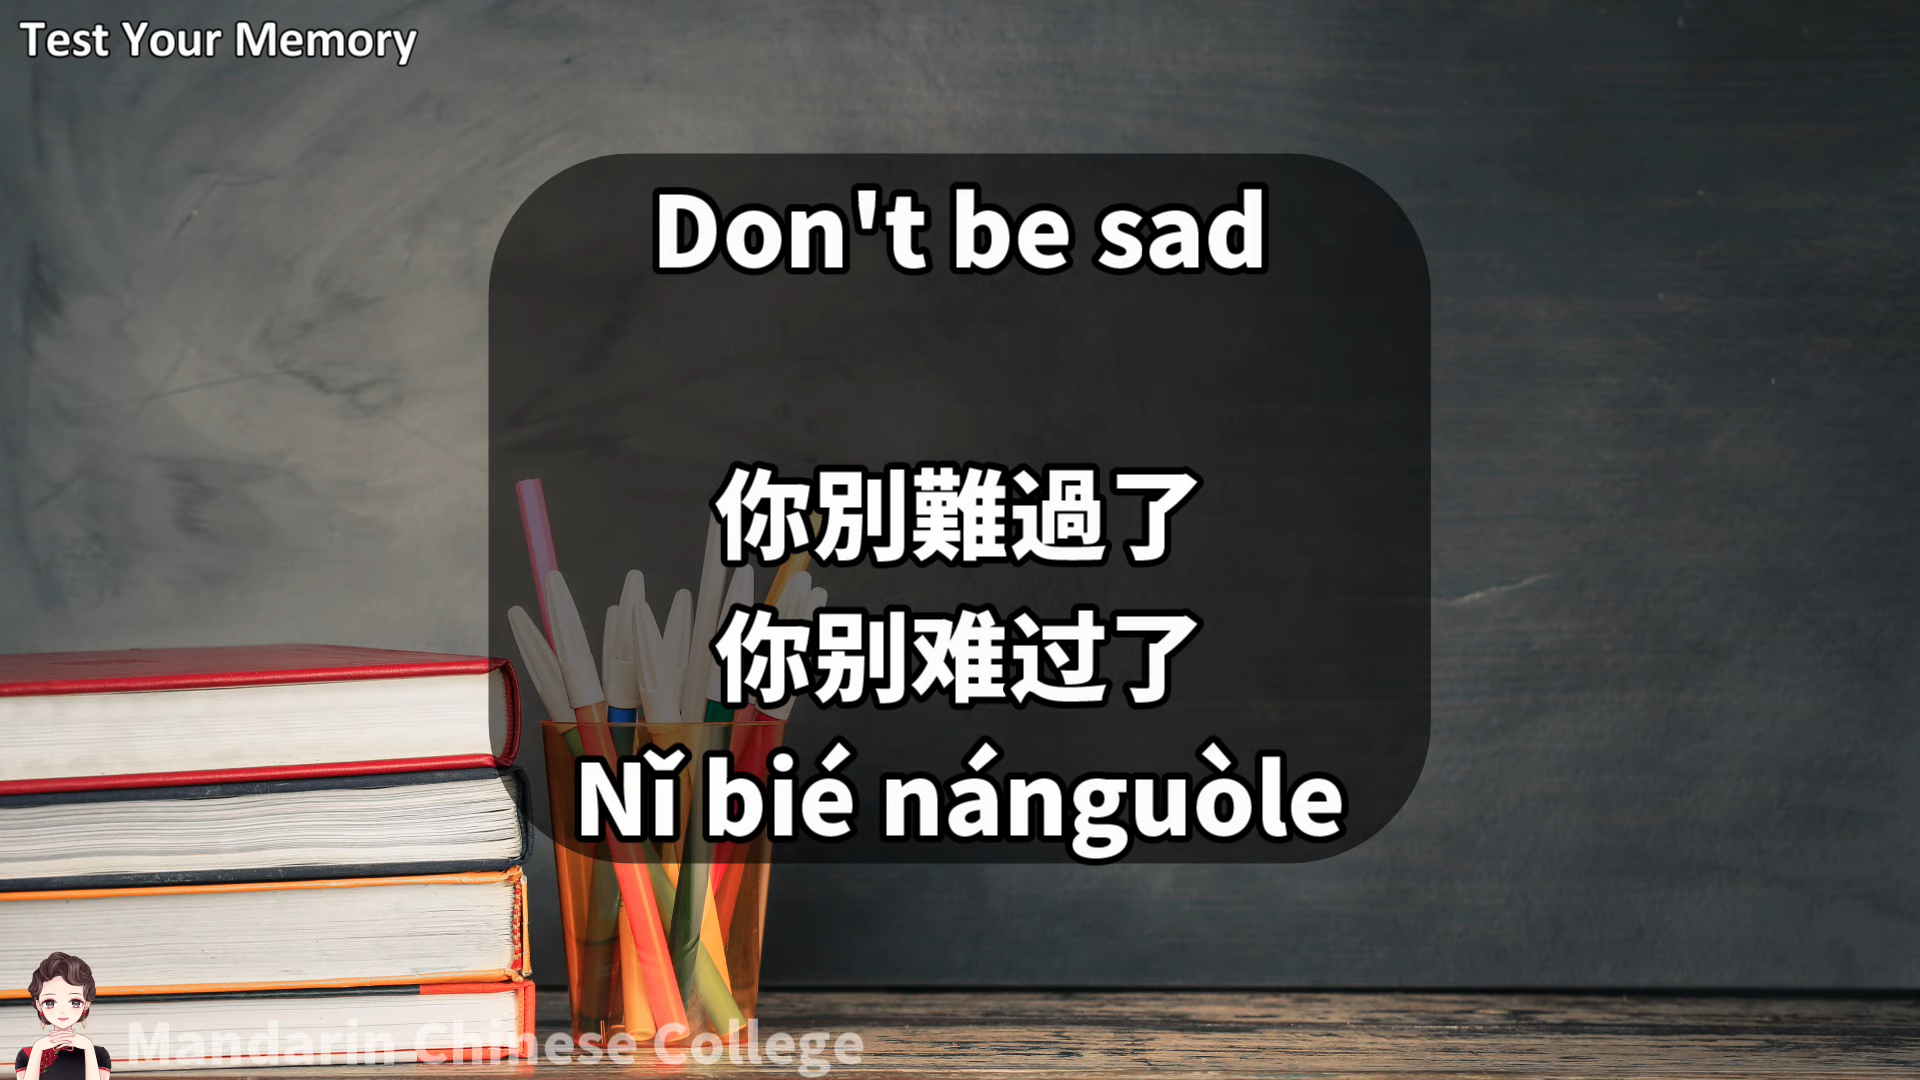 Test Your Memory
Don't be sad
你別難過了
你别难过了
Nǐ bié nánguòle
Mandarin Chinese College